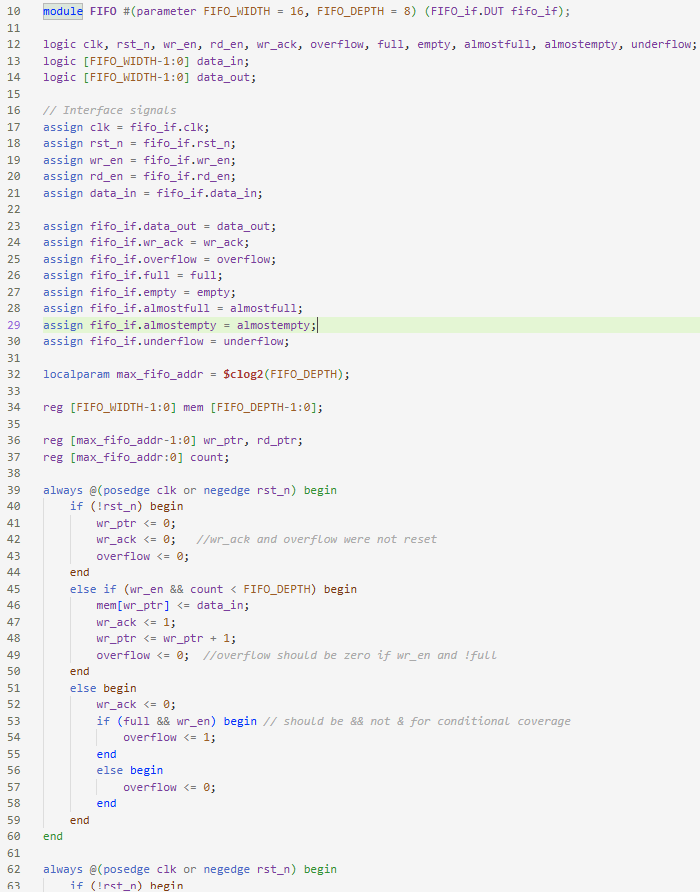 10 module FIFO #(parameter FIFO_WIDTH = 16, FIFO_DEPTH = 8) (FIFO_if.DUT fifo_if);
11
12 logic clk, rst_n, wr_en, rd_en, wr_ack, overflow, full, empty, almostfull, almostempty, underflow;
13 logic [FIFO_WIDTH-1:0] data_in;
14 logic [FIFO_WIDTH-1:0] data_out;
15
16 // Interface signals
17 assign clk = fifo_if.clk;
18 assign rst_n = fifo_if.rst_n;
19 assign wr_en = fifo_if.wr_en;
20 assign rd_en = fifo_if.rd_en;
21 assign data_in = fifo_if.data_in;
22
23 assign fifo_if.data_out = data_out;
24 assign fifo_if.wr_ack = wr_ack;
25 assign fifo_if.overflow = overflow;
26 assign fifo_if.full = full;
27 assign fifo_if.empty = empty;
28 assign fifo_if.almostfull = almostfull;
29 assign fifo_if.almostempty = almostempty;
30 assign fifo_if.underflow = underflow;
31
32 localparam max_fifo_addr = $clog2(FIFO_DEPTH);
33
34 reg [FIFO_WIDTH-1:0] mem [FIFO_DEPTH-1:0];
35
36 reg [max_fifo_addr-1:0] wr_ptr, rd_ptr;
37 reg [max_fifo_addr:0] count;
38
39 always @(posedge clk or negedge rst_n) begin
40 if (!rst_n) begin
41 wr_ptr <= 0;
42 wr_ack <= 0; //wr_ack and overflow were not reset
43 overflow <= 0;
44 end
45 else if (wr_en && count < FIFO_DEPTH) begin
46 mem[wr_ptr] <= data_in;
47 wr_ack <= 1;
48 wr_ptr <= wr_ptr + 1;
49 overflow <= 0; //overflow should be zero if wr_en and !full
50 end
51 else begin
52 wr_ack <= 0;
53 if (full && wr_en) begin // should be && not & for conditional coverage
54 overflow <= 1;
55 end
56 else begin
57 overflow <= 0;
58 end
59 end
60 end
61
62 always @(posedge clk or negedge rst_n) begin
63 if (!rst_n) begin